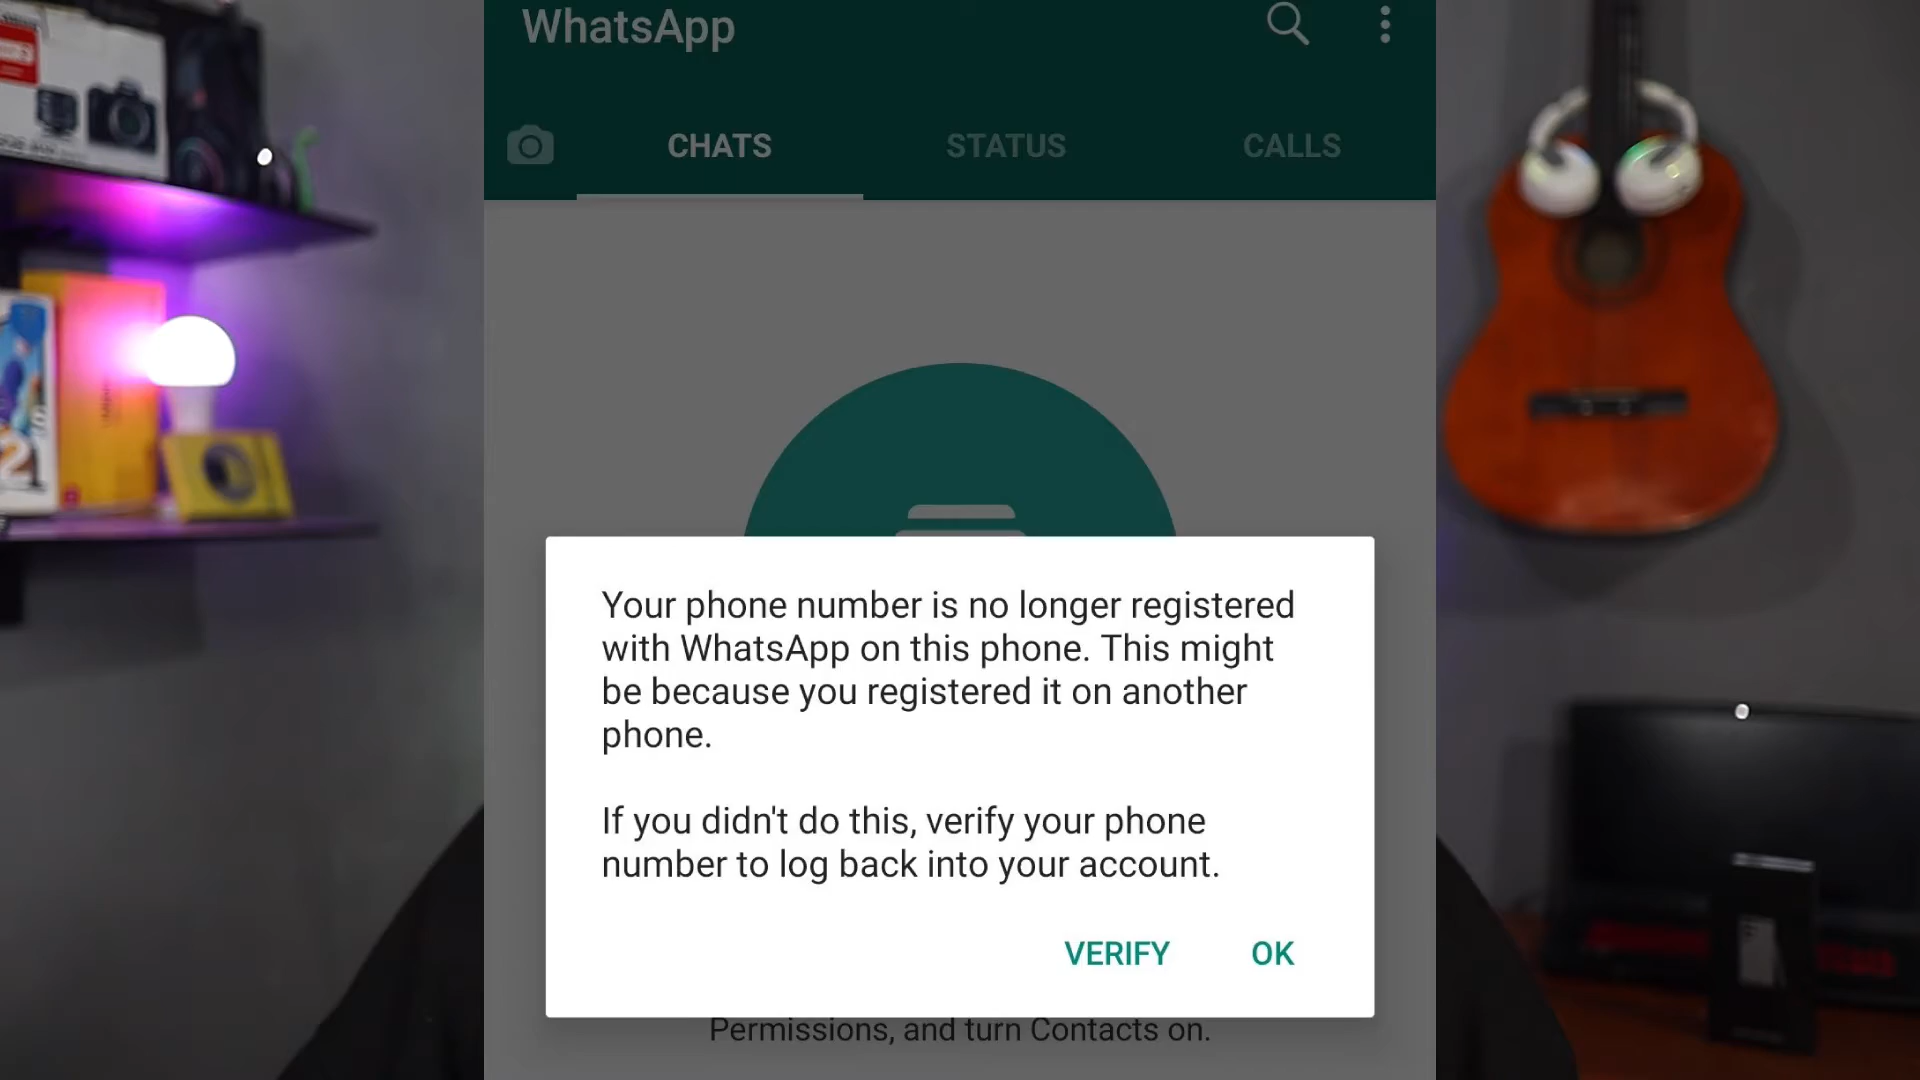 WhatsApp
CHATS
STATUS
CALLS
Your phone number is no longer registered
with WhatsApp on this phone. This might
be because you registered it on another
phone.
If you didn't do this, verify your phone
number to log back into your account.
VERIFY
OK
Permissions, and turn Contacts on.